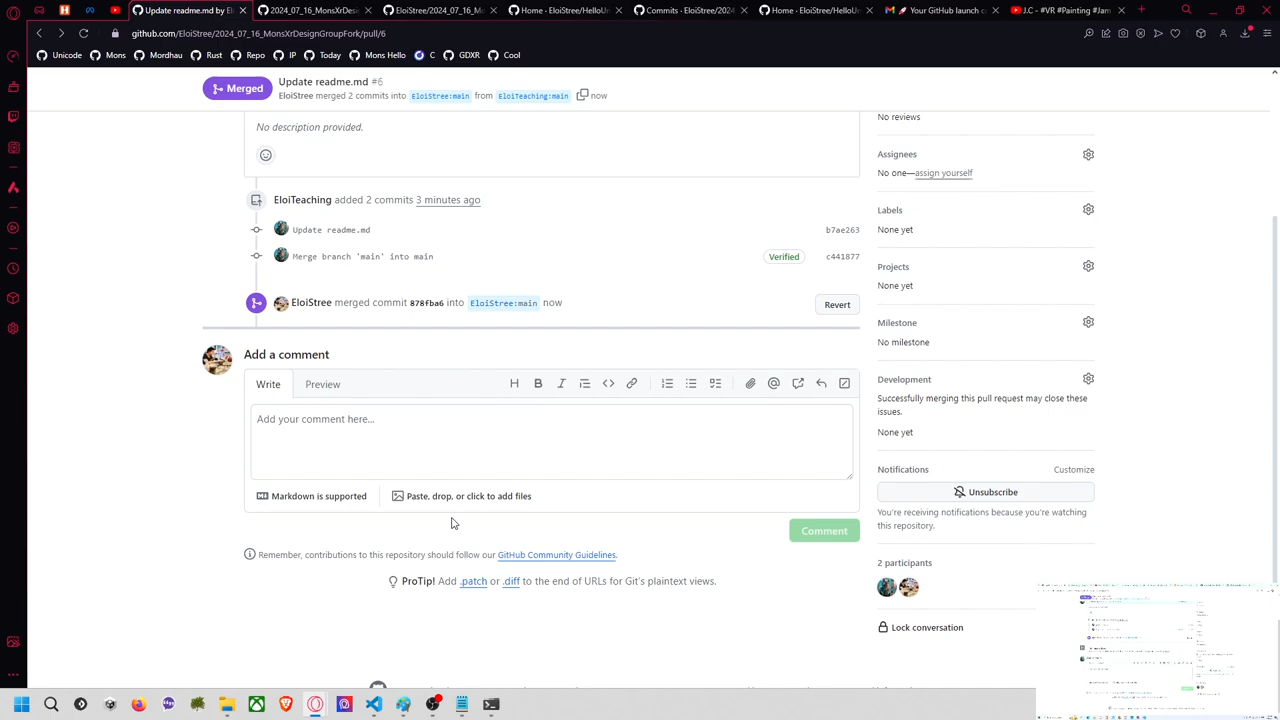 Update readme.md by El
2024_07_16_MonsXrDesi
EloiStree/2024_07_16_M
Home - EloiStree/HelloUn
Commits - EloiStree/Hello
Home - EloiStree/HelloUn
Your GitHub launch c
J.C - #VR #Painting #Jam
github.com/EloiStree/2024_07_16_MonsXrDesignGroupFork/pull/6
Unicode
Mons
Mordhau
Rust
Repo
IP
Today
Mons Hello
C
GDXR
Cool
Merged
Update readme.md #6
EloiStree merged 2 commits into EloiStree:main from EloiTeaching:main now
No description provided.
EloiTeaching added 2 commits 3 minutes ago
Update readme.md b7ae263
Merge branch 'main' into main Verified c441877
EloiStree merged commit 878fba6 into EloiStree:main now
Revert
Add a comment
Write Preview
Add your comment here...
Markdown is supported
Paste, drop, or click to add files
Comment
Remember, contributions to this repository should follow our GitHub Community Guidelines.
ProTip! Add .patch or .diff to the end of URLs for Git's plaintext views.
No reviews
Assignees
No one—assign yourself
Labels
None yet
Projects
None yet
Milestone
No milestone
Development
Successfully merging this pull request may close these
issues.
None yet
Notifications Customize
Unsubscribe
You're receiving notifications because you're watching
this repository.
2 participants
Lock conversation